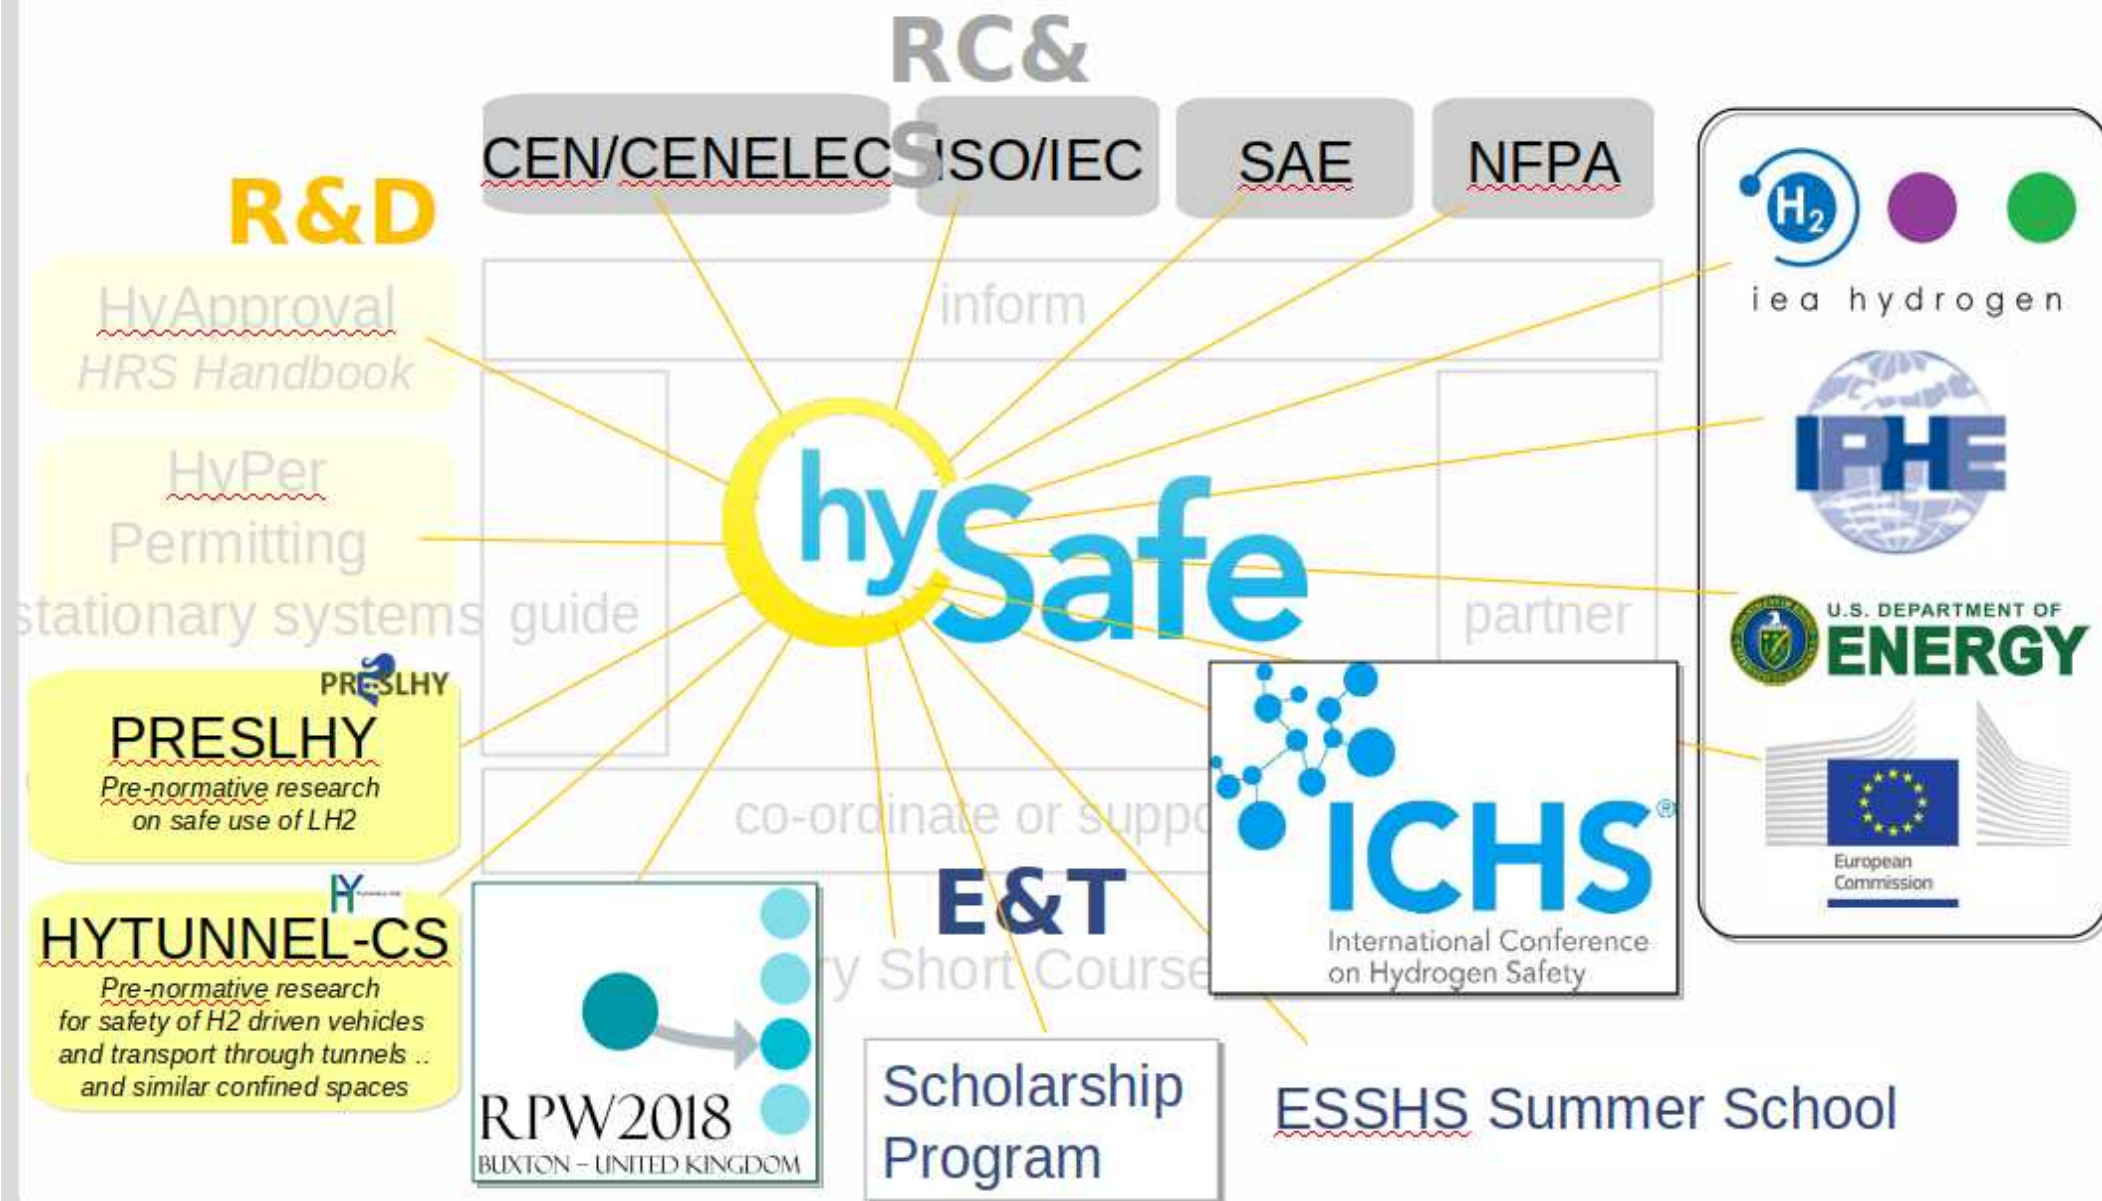 RC&
S
CEN/CENELEC
ISO/IEC
SAE
NFPA
R&D
HyApproval
HRS Handbook
HyPer
Permitting
stationary systems
PRESLHY
PRESLHY
Pre-normative research
on safe use of LH2
HY
HYTUNNEL-CS
Pre-normative research
for safety of H2 driven vehicles
and transport through tunnels ..
and similar confined spaces
inform
guide
hySafe
partner
co-ordinate or suppo
E&T
ry Short Course
RPW2018
BUXTON – UNITED KINGDOM
Scholarship
Program
ICHS®
International Conference
on Hydrogen Safety
ESSHS Summer School
H2
iea hydrogen
IPHE
U.S. DEPARTMENT OF
ENERGY
European
Commission